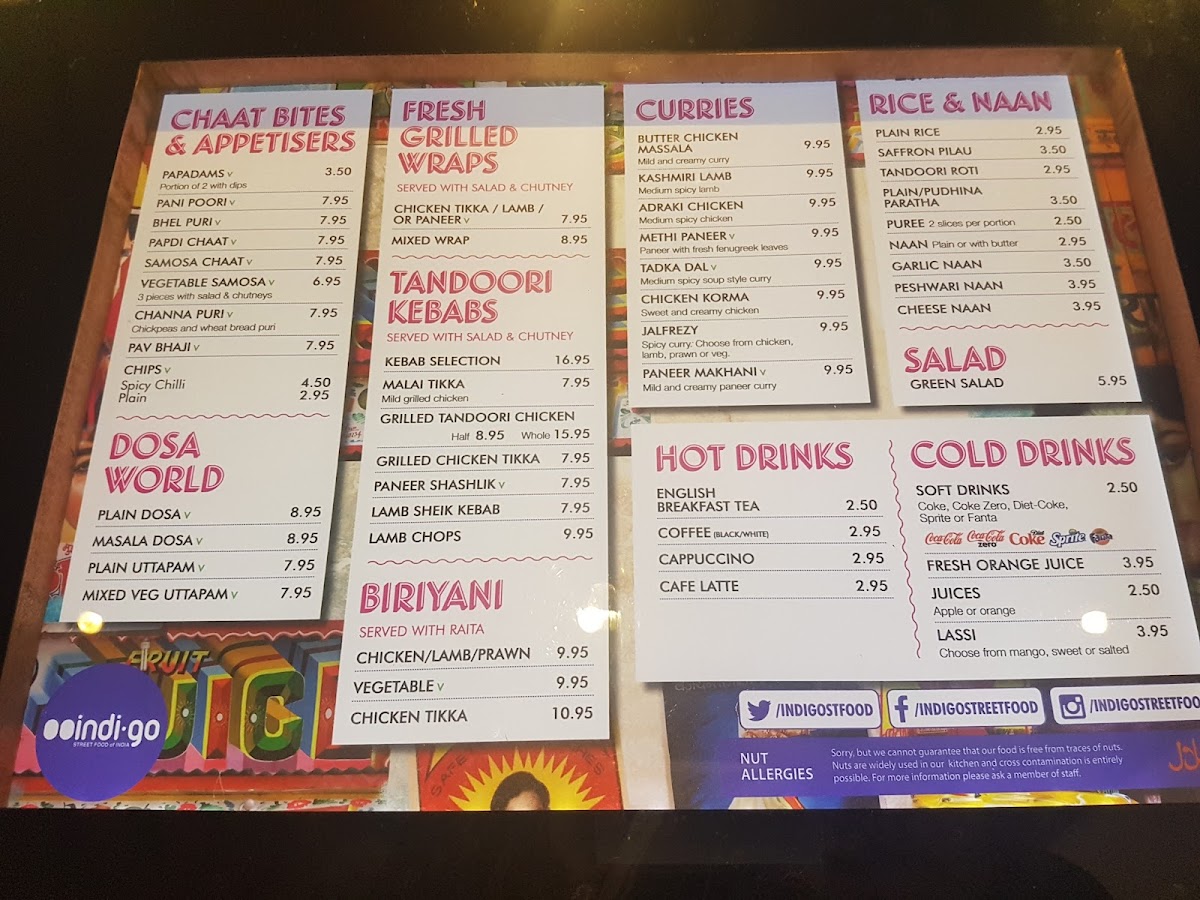 CHAAT BITES
& APPETISERS
PAPADAMS V 3.50
Portion of 2 with dips
PANI POORI V 7.95
BHEL PURI V 7.95
PAPDI CHAAT V 7.95
SAMOSA CHAAT V 7.95
VEGETABLE SAMOSA V 6.95
3 pieces with salad & chutneys
CHANNA PURI V 7.95
Chickpeas and wheat bread puri
PAV BHAJI V 7.95
CHIPS V
Spicy Chilli 4.50
Plain 2.95
DOSA
WORLD
PLAIN DOSA V 8.95
MASALA DOSA V 8.95
PLAIN UTTAPAM V 7.95
MIXED VEG UTTAPAM V 7.95
FRESH
GRILLED
WRAPS
SERVED WITH SALAD & CHUTNEY
CHICKEN TIKKA / LAMB /
OR PANEER V 7.95
MIXED WRAP 8.95
TANDOORI
KEBABS
SERVED WITH SALAD & CHUTNEY
KEBAB SELECTION 16.95
MALAI TIKKA 7.95
Mild grilled chicken
GRILLED TANDOORI CHICKEN
Half 8.95 Whole 15.95
GRILLED CHICKEN TIKKA 7.95
PANEER SHASHLIK V 7.95
LAMB SHEIK KEBAB 7.95
LAMB CHOPS 9.95
BIRIYANI
SERVED WITH RAITA
CHICKEN/LAMB/PRAWN 9.95
VEGETABLE V 9.95
CHICKEN TIKKA 10.95
CURRIES
BUTTER CHICKEN
MASSALA 9.95
Mild and creamy curry
KASHMIRI LAMB 9.95
Medium spicy lamb
ADRAKI CHICKEN 9.95
Medium spicy chicken
METHI PANEER V 9.95
Paneer with fresh fenugreek leaves
TADKA DAL V 9.95
Medium spicy soup style curry
CHICKEN KORMA 9.95
Sweet and creamy chicken
JALFREZY 9.95
Spicy curry. Choose from chicken,
lamb, prawn or veg.
PANEER MAKHANI V 9.95
Mild and creamy paneer curry
RICE & NAAN
PLAIN RICE 2.95
SAFFRON PILAU 3.50
TANDOORI ROTI 2.95
PLAIN/PUDHINA
PARATHA 3.50
PUREE 2 slices per portion 2.50
NAAN Plain or with butter 2.95
GARLIC NAAN 3.50
PESHWARI NAAN 3.95
CHEESE NAAN 3.95
SALAD
GREEN SALAD 5.95
HOT DRINKS
ENGLISH
BREAKFAST TEA 2.50
COFFEE (BLACK/WHITE) 2.95
CAPPUCCINO 2.95
CAFE LATTE 2.95
COLD DRINKS
SOFT DRINKS 2.50
Coke, Coke Zero, Diet-Coke,
Sprite or Fanta
Coca-Cola Coca-Cola zero Diet Coke Sprite Fanta
FRESH ORANGE JUICE 3.95
JUICES 2.50
Apple or orange
LASSI 3.95
Choose from mango, sweet or salted
FRUIT
JUICE
indi·go
STREET FOOD of INDIA
/INDIGOSTFOOD /INDIGOSTREETFOOD /INDIGOSTREETFOO
NUT
ALLERGIES
Sorry, but we cannot guarantee that our food is free from traces of nuts.
Nuts are widely used in our kitchen and cross contamination is entirely
possible. For more information please ask a member of staff.